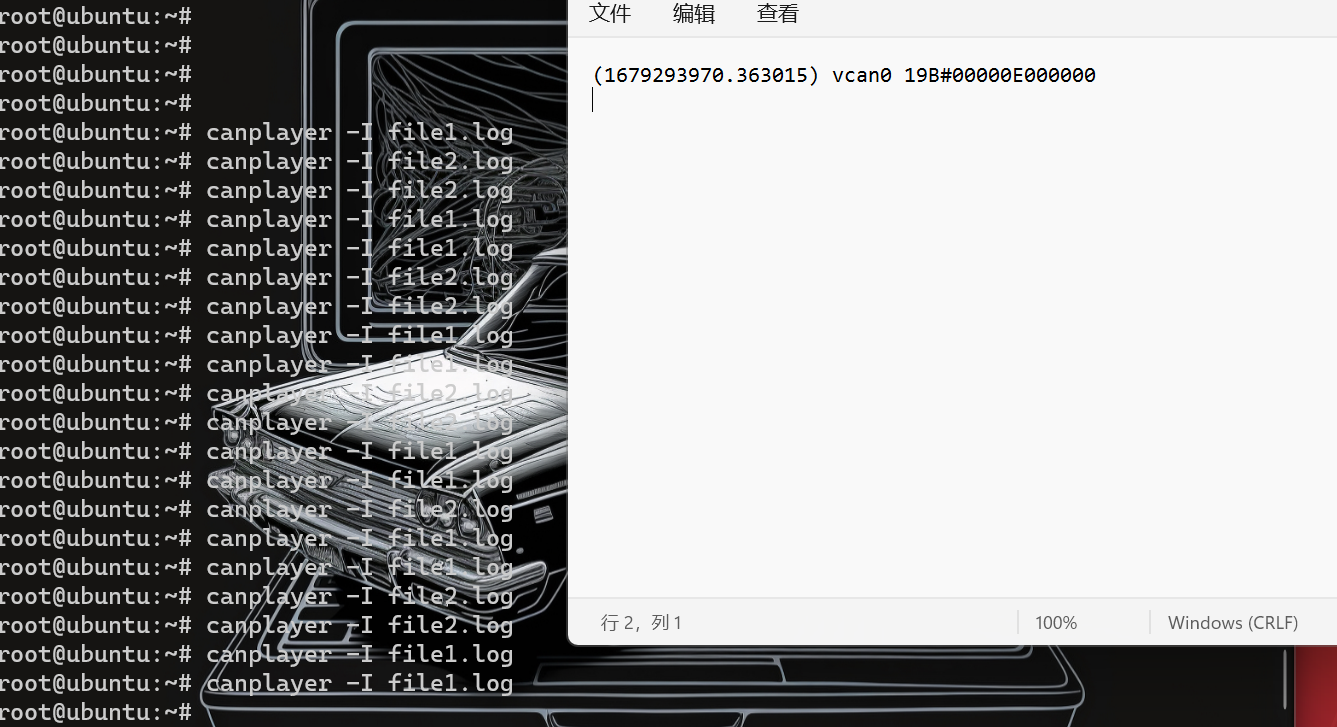 root@ubuntu:~#
root@ubuntu:~#
root@ubuntu:~#
root@ubuntu:~#
root@ubuntu:~# canplayer -I file1.log
root@ubuntu:~# canplayer -I file2.log
root@ubuntu:~# canplayer -I file2.log
root@ubuntu:~# canplayer -I file1.log
root@ubuntu:~# canplayer -I file1.log
root@ubuntu:~# canplayer -I file2.log
root@ubuntu:~# canplayer -I file2.log
root@ubuntu:~# canplayer -I file1.log
root@ubuntu:~# canplayer -I file1.log
root@ubuntu:~# canplayer -I file2.log
root@ubuntu:~# canplayer -I file2.log
root@ubuntu:~# canplayer -I file1.log
root@ubuntu:~# canplayer -I file1.log
root@ubuntu:~# canplayer -I file2.log
root@ubuntu:~# canplayer -I file1.log
root@ubuntu:~# canplayer -I file1.log
root@ubuntu:~# canplayer -I file2.log
root@ubuntu:~# canplayer -I file2.log
root@ubuntu:~# canplayer -I file1.log
root@ubuntu:~# canplayer -I file1.log
root@ubuntu:~#
文件 编辑 查看
(1679293970.363015) vcan0 19B#00000E000000
行 2，列 1 100% Windows (CRLF)